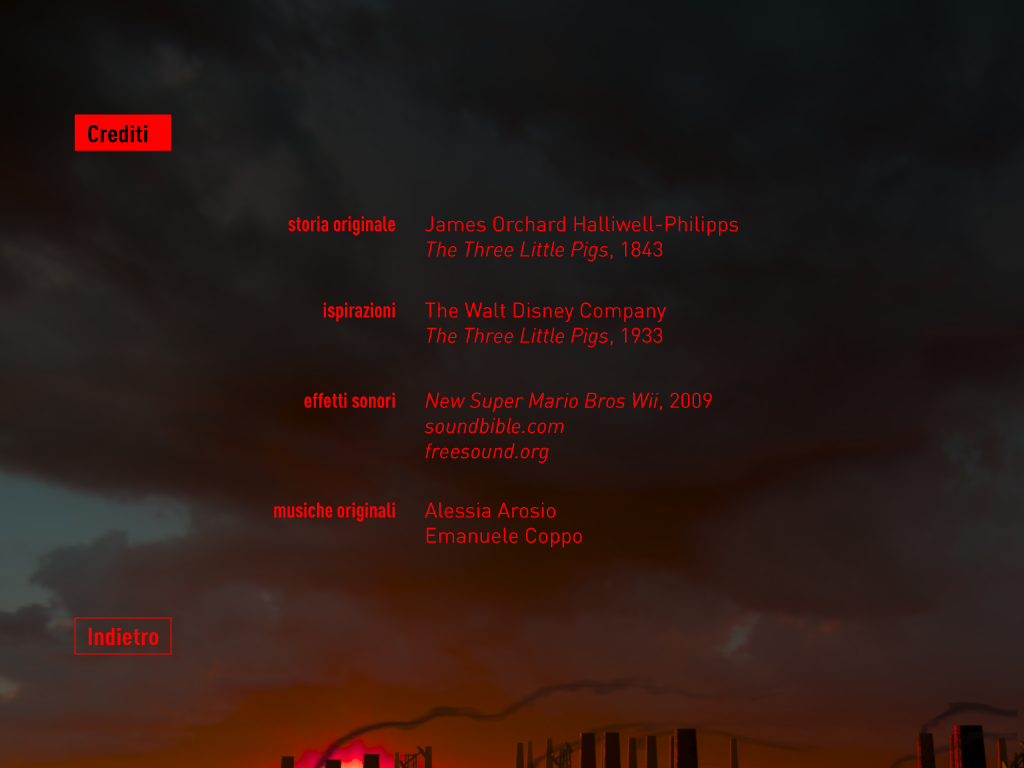 Crediti
storia originale James Orchard Halliwell-Philipps
The Three Little Pigs, 1843
ispirazioni The Walt Disney Company
The Three Little Pigs, 1933
effetti sonori New Super Mario Bros Wii, 2009
soundbible.com
freesound.org
musiche originali Alessia Arosio
Emanuele Coppo
Indietro